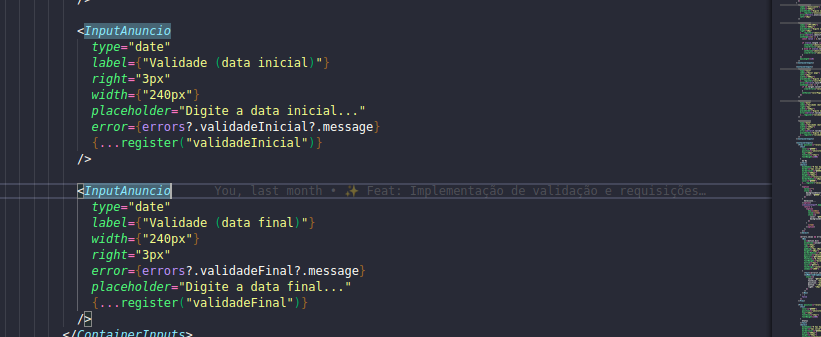 />
<InputAnuncio
type="date"
label={"Validade (data inicial)"}
right="3px"
width={"240px"}
placeholder="Digite a data inicial..."
error={errors?.validadeInicial?.message}
{...register("validadeInicial")}
/>
<InputAnuncio You, last month • ✨ Feat: Implementação de validação e requisições…
type="date"
label={"Validade (data final)"}
width={"240px"}
right="3px"
error={errors?.validadeFinal?.message}
placeholder="Digite a data final..."
{...register("validadeFinal")}
/>
</ContainerInputs>